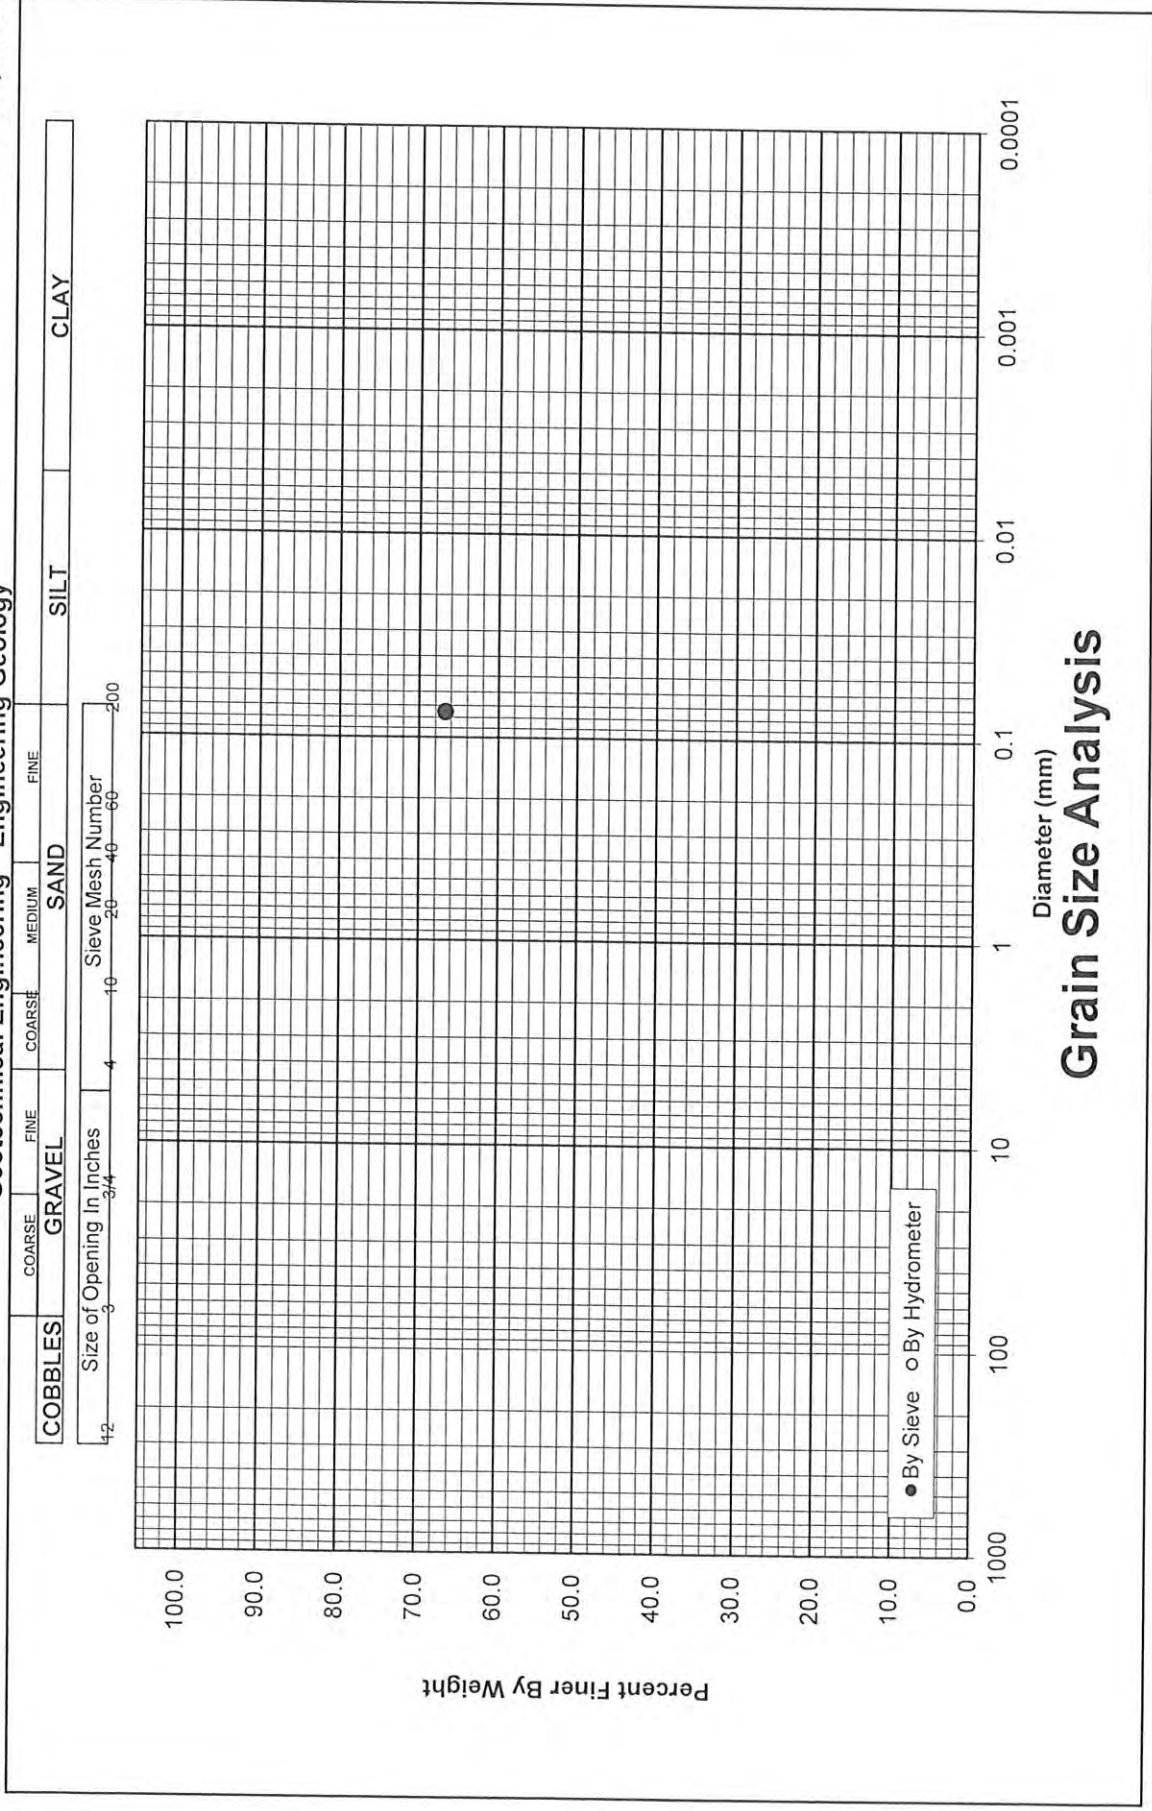 Geotechnical Engineering - Engineering Geology
COARSE FINE COARSE MEDIUM FINE
COBBLES GRAVEL SAND SILT CLAY
Size of Opening In Inches Sieve Mesh Number
12 3 3/4 4 10 20 40 60 200
100.0
90.0
80.0
70.0
60.0
50.0
40.0
30.0
20.0
10.0
0.0
Percent Finer By Weight
By Sieve By Hydrometer
1000 100 10 1 0.1 0.01 0.001 0.0001
Diameter (mm)
Grain Size Analysis